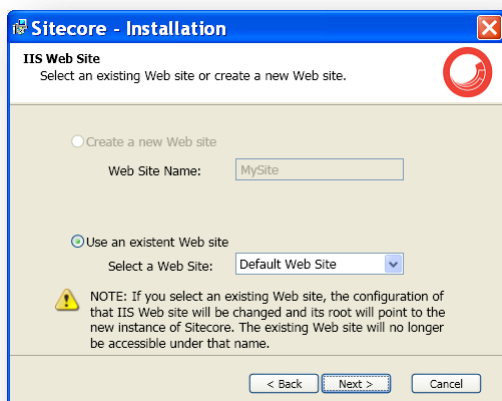 Sitecore - Installation
IIS Web Site
Select an existing Web site or create a new Web site.
Create a new Web site
Web Site Name: MySite
Use an existent Web site
Select a Web Site: Default Web Site
NOTE: If you select an existing Web site, the configuration of
that IIS Web site will be changed and its root will point to the
new instance of Sitecore. The existing Web site will no longer
be accessible under that name.
< Back Next > Cancel